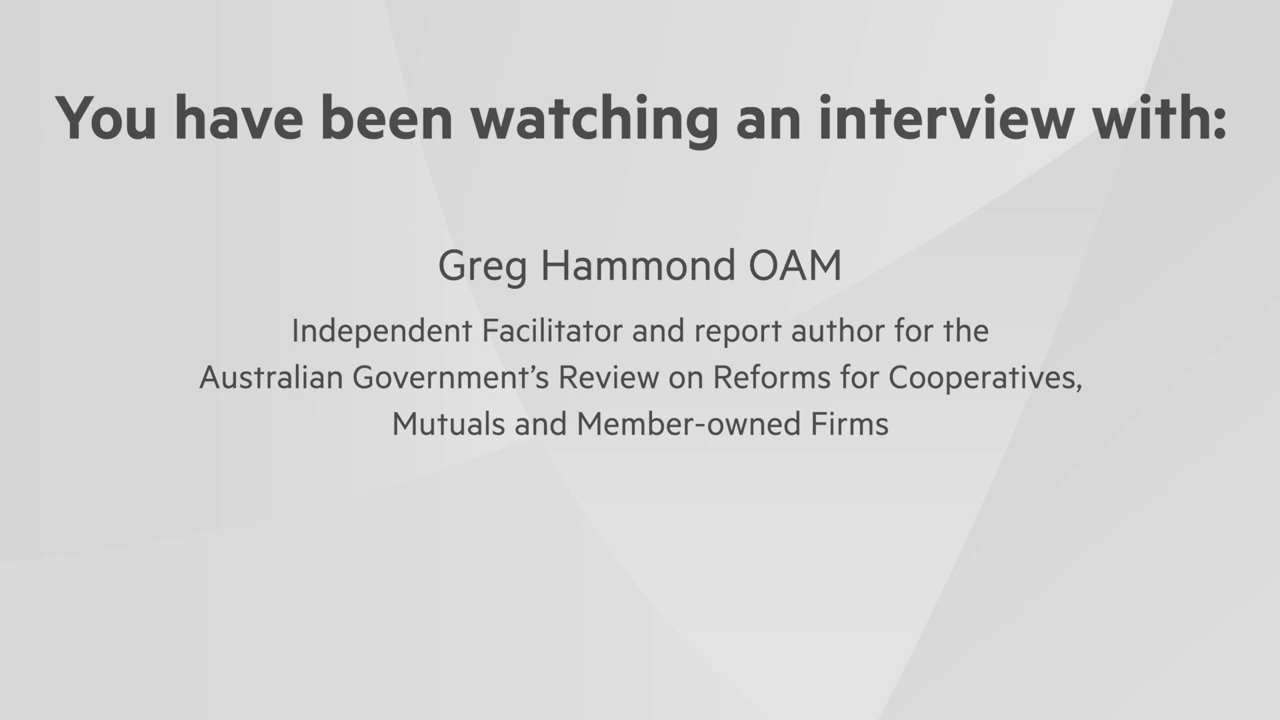 You have been watching an interview with:
Greg Hammond OAM
Independent Facilitator and report author for the
Australian Government’s Review on Reforms for Cooperatives,
Mutuals and Member-owned Firms